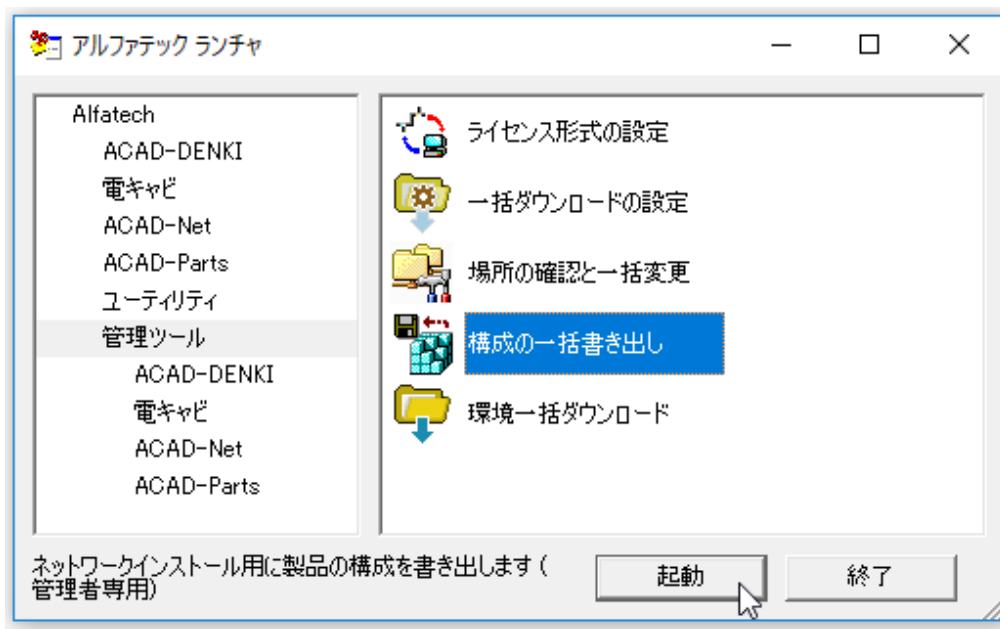 アルファテック ランチャ
Alfatech
ACAD-DENKI
電キャビ
ACAD-Net
ACAD-Parts
ユーティリティ
管理ツール
ACAD-DENKI
電キャビ
ACAD-Net
ACAD-Parts
ライセンス形式の設定
一括ダウンロードの設定
場所の確認と一括変更
構成の一括書き出し
環境一括ダウンロード
ネットワークインストール用に製品の構成を書き出します (
管理者専用)
起動
終了